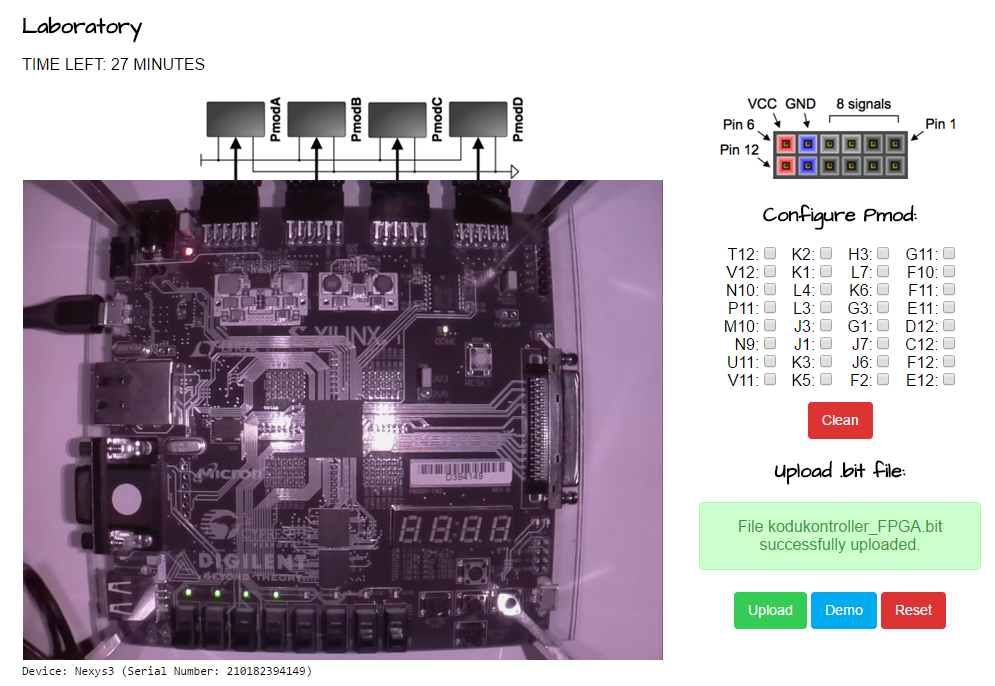 Laboratory
TIME LEFT: 27 MINUTES
PmodA
PmodB
PmodC
PmodD
VCC GND 8 signals
Pin 6 Pin 1
Pin 12
Configure Pmod:
T12: K2: H3: G11:
V12: K1: L7: F10:
N10: L4: K6: F11:
P11: L3: G3: E11:
M10: J3: G1: D12:
N9: J1: J7: C12:
U11: K3: J6: F12:
V11: K5: F2: E12:
Clean
Upload .bit file:
File kodukontroller_FPGA.bit
successfully uploaded.
Upload Demo Reset
XILINX
DONE
RESET
Micron
D394149
DIGILENT
BEYOND THEORY
Device: Nexys3 (Serial Number: 210182394149)